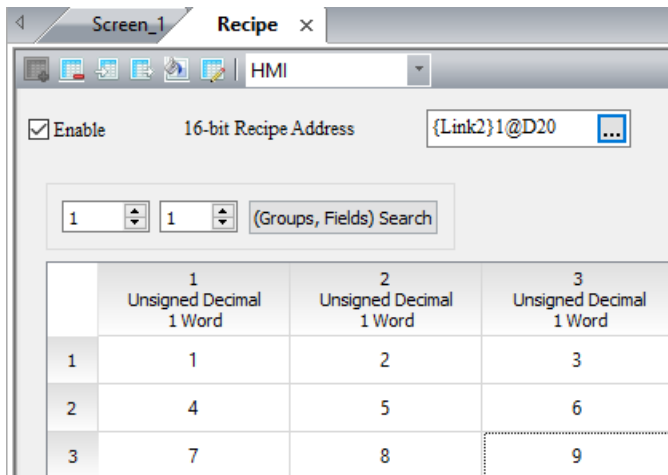 Screen_1 Recipe
HMI
Enable 16-bit Recipe Address {Link2}1@D20 ...
1 1 (Groups, Fields) Search
1 2 3
Unsigned Decimal Unsigned Decimal Unsigned Decimal
1 Word 1 Word 1 Word
1 1 2 3
2 4 5 6
3 7 8 9